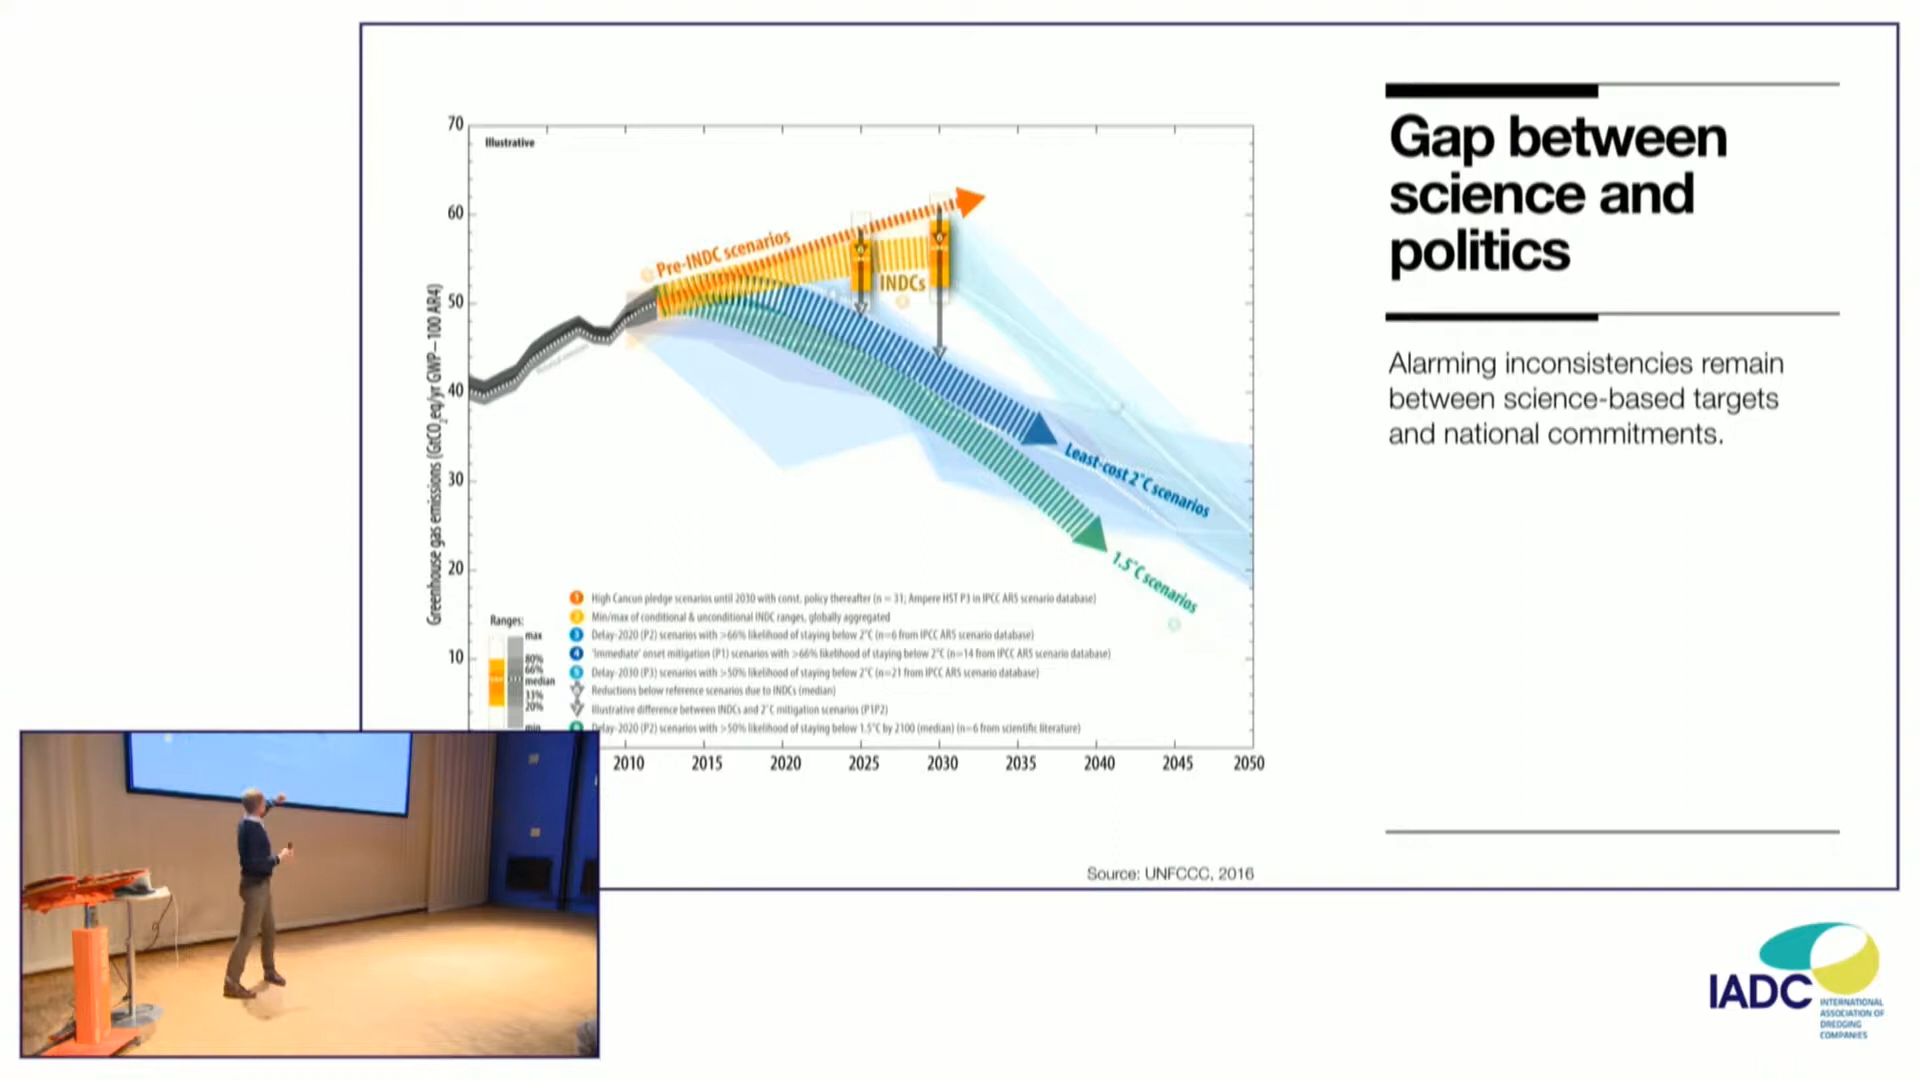 70
Illustrative
60
50
40
30
20
10
Greenhouse gas emissions (GtCO2eq/yr GWP-100 AR4)
Pre-INDC scenarios
INDCs
Least-cost 2°C scenarios
1.5°C scenarios
1 High Cancun pledge scenarios until 2030 with const. policy thereafter (n = 31; Ampere HST P3 in IPCC AR5 scenario database)
2 Min/max of conditional & unconditional INDC ranges, globally aggregated
3 Delay-2020 (P2) scenarios with >66% likelihood of staying below 2°C (n=6 from IPCC AR5 scenario database)
4 'Immediate' onset mitigation (P1) scenarios with >66% likelihood of staying below 2°C (n=14 from IPCC AR5 scenario database)
5 Delay-2030 (P3) scenarios with >50% likelihood of staying below 2°C (n=21 from IPCC AR5 scenario database)
Reductions below reference scenarios due to INDCs (median)
Illustrative difference between INDCs and 2°C mitigation scenarios (P1P2)
Delay-2020 (P2) scenarios with >50% likelihood of staying below 1.5°C by 2100 (median) (n=6 from scientific literature)
Ranges:
max
80%
66%
median
33%
20%
min
2010 2015 2020 2025 2030 2035 2040 2045 2050
Source: UNFCCC, 2016
Gap between
science and
politics
Alarming inconsistencies remain
between science-based targets
and national commitments.
IADC
INTERNATIONAL
ASSOCIATION OF
DREDGING
COMPANIES